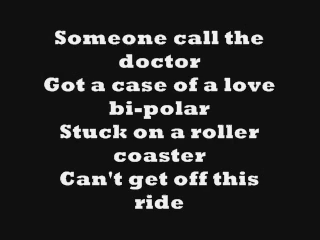 Someone call the
doctor
Got a case of a love
bi-polar
Stuck on a roller
coaster
Can't get off this
ride